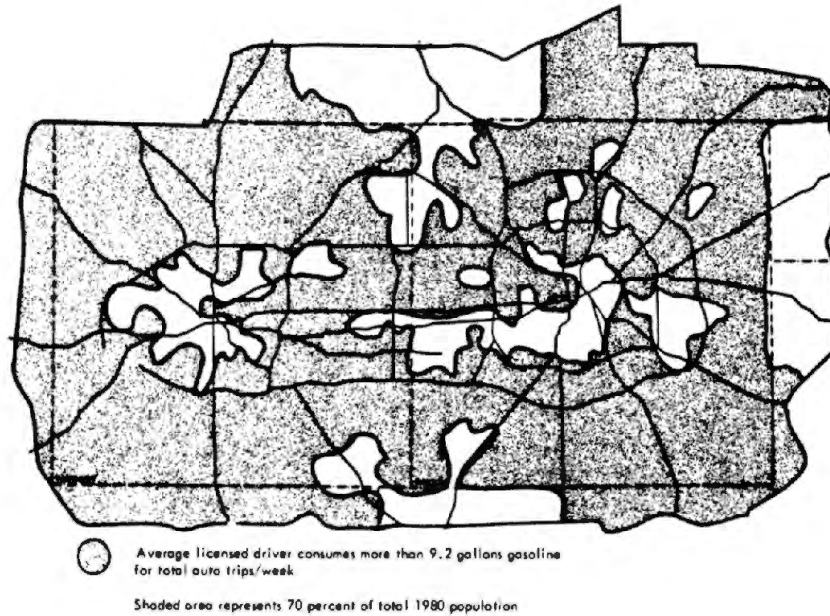 Average licensed driver consumes more than 9.2 gallons gasoline
for total auto trips/week
Shaded area represents 70 percent of total 1980 population